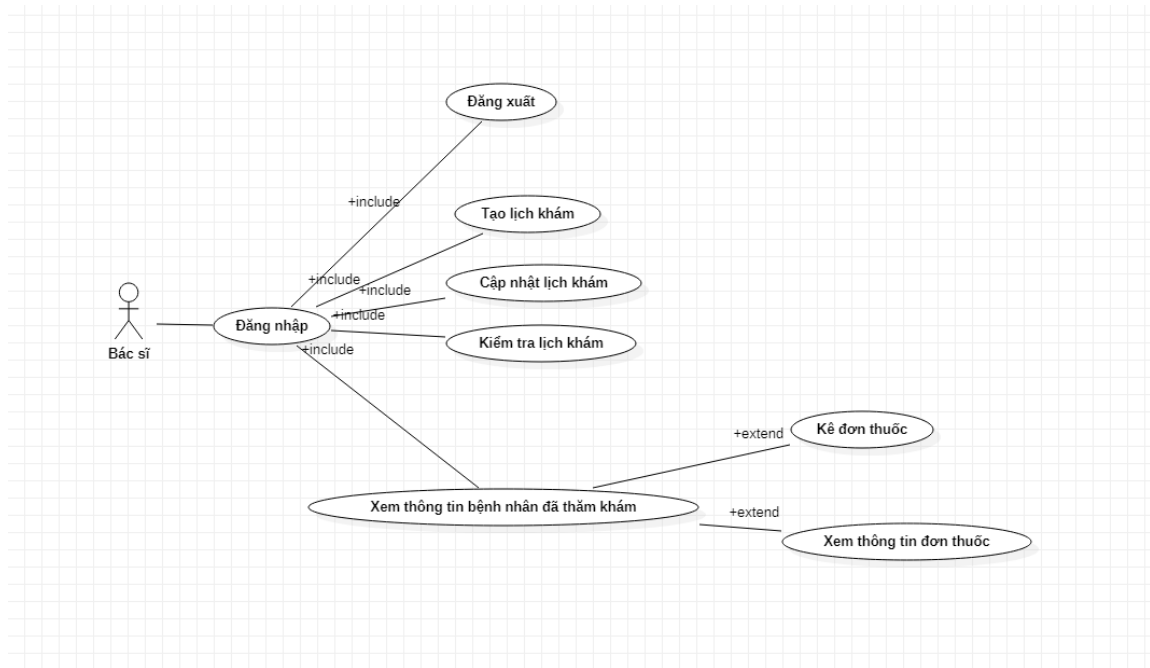 Đăng xuất
+include
Tạo lịch khám
+include
Cập nhật lịch khám
+include
+include
Đăng nhập
Kiểm tra lịch khám
+include
Bác sĩ
Kê đơn thuốc
+extend
Xem thông tin bệnh nhân đã thăm khám
+extend
Xem thông tin đơn thuốc